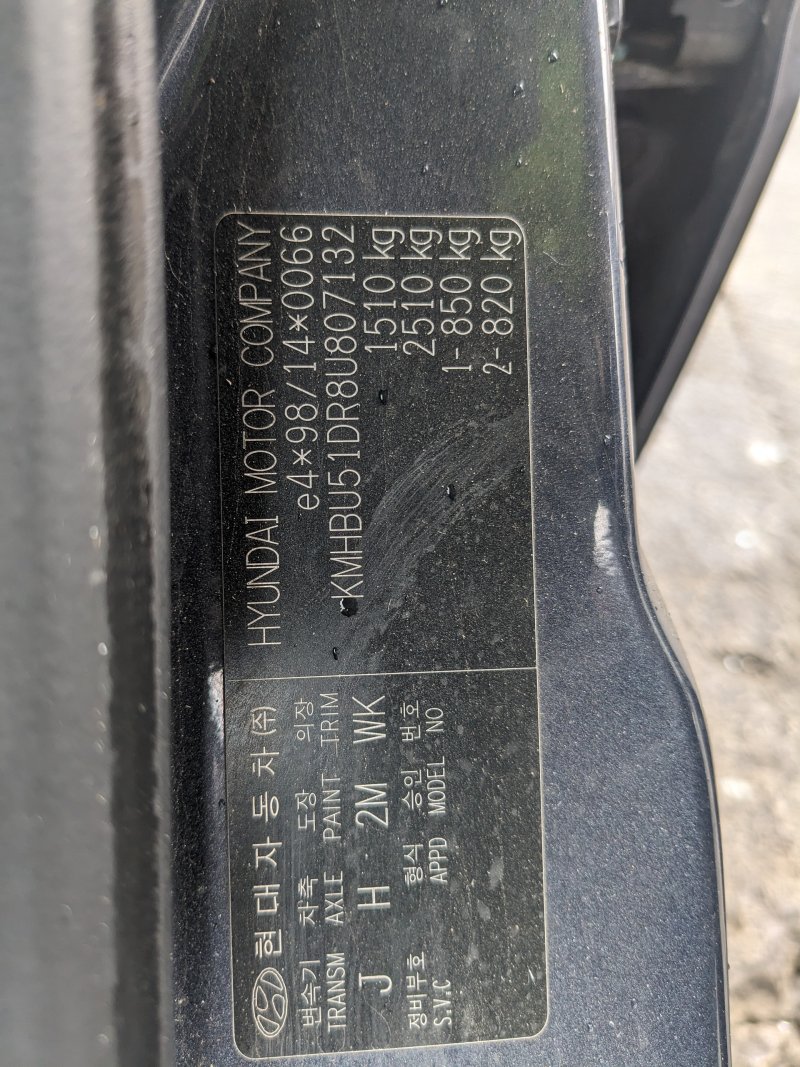 현대자동차(주)
변속기 차축 도장 의장
TRANSM AXLE PAINT TRIM
J H 2M WK
정비부호 형식 승인 번호
S.V.C APPD MODEL NO
HYUNDAI MOTOR COMPANY
e4*98/14*0066
KMHBU51DR8U807132
1510 kg
2510 kg
1- 850 kg
2- 820 kg